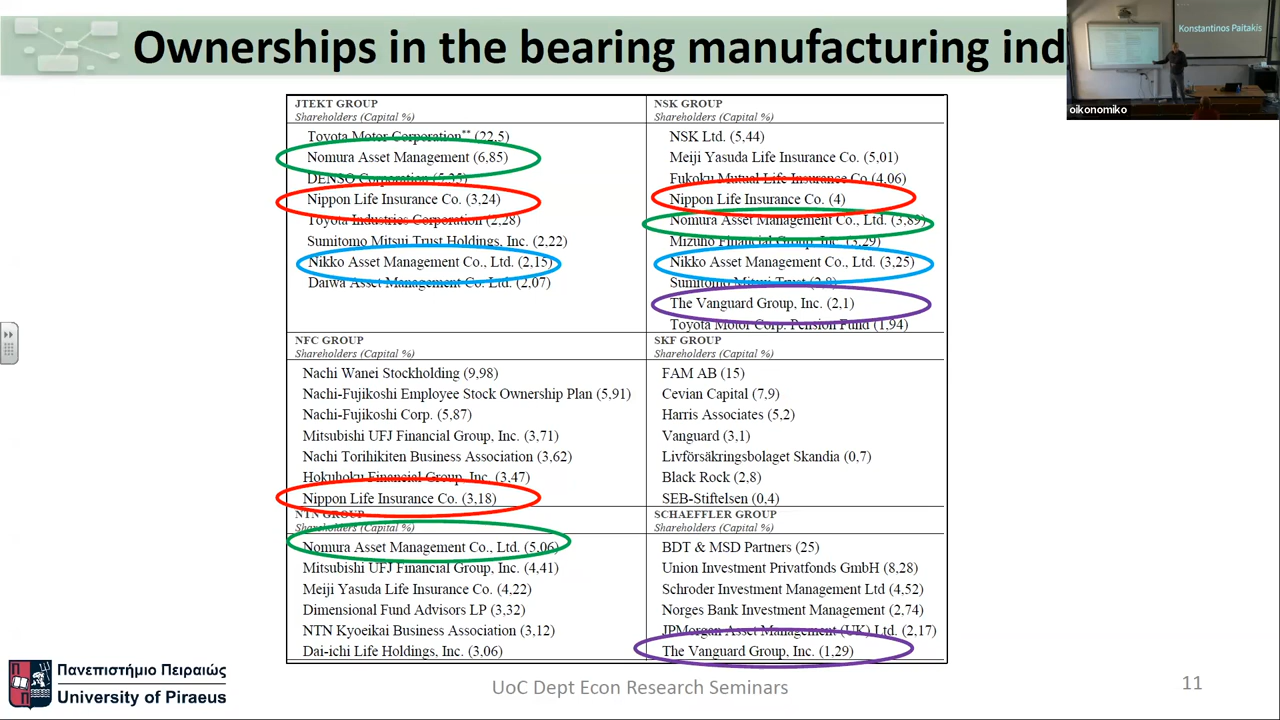 Ownerships in the bearing manufacturing ind
Konstantinos Paitakis
oikonomiko
JTEKT GROUP
Shareholders (Capital %)
Toyota Motor Corporation** (22,5)
Nomura Asset Management (6,85)
DENSO Corporation (5,35)
Nippon Life Insurance Co. (3,24)
Toyota Industries Corporation (2,28)
Sumitomo Mitsui Trust Holdings, Inc. (2,22)
Nikko Asset Management Co., Ltd. (2,15)
Daiwa Asset Management Co. Ltd. (2,07)
NSK GROUP
Shareholders (Capital %)
NSK Ltd. (5,44)
Meiji Yasuda Life Insurance Co. (5,01)
Fukoku Mutual Life Insurance Co (4,06)
Nippon Life Insurance Co. (4)
Nomura Asset Management Co., Ltd. (3,89)
Mizuho Financial Group, Inc. (3,29)
Nikko Asset Management Co., Ltd. (3,25)
Sumitomo Mitsui Trust (2,8)
The Vanguard Group, Inc. (2,1)
Toyota Motor Corp. Pension Fund (1,94)
NFC GROUP
Shareholders (Capital %)
Nachi Wanei Stockholding (9,98)
Nachi-Fujikoshi Employee Stock Ownership Plan (5,91)
Nachi-Fujikoshi Corp. (5,87)
Mitsubishi UFJ Financial Group, Inc. (3,71)
Nachi Torihikiten Business Association (3,62)
Hokuhoku Financial Group, Inc. (3,47)
Nippon Life Insurance Co. (3,18)
SKF GROUP
Shareholders (Capital %)
FAM AB (15)
Cevian Capital (7,9)
Harris Associates (5,2)
Vanguard (3,1)
Livförsäkringsbolaget Skandia (0,7)
Black Rock (2,8)
SEB-Stiftelsen (0,4)
NTN GROUP
Shareholders (Capital %)
Nomura Asset Management Co., Ltd. (5,06)
Mitsubishi UFJ Financial Group, Inc. (4,41)
Meiji Yasuda Life Insurance Co. (4,22)
Dimensional Fund Advisors LP (3,32)
NTN Kyoeikai Business Association (3,12)
Dai-ichi Life Holdings, Inc. (3,06)
SCHAEFFLER GROUP
Shareholders (Capital %)
BDT & MSD Partners (25)
Union Investment Privatfonds GmbH (8,28)
Schroder Investment Management Ltd (4,52)
Norges Bank Investment Management (2,74)
JPMorgan Asset Management (UK) Ltd. (2,17)
The Vanguard Group, Inc. (1,29)
Πανεπιστήμιο Πειραιώς
University of Piraeus
UoC Dept Econ Research Seminars
11